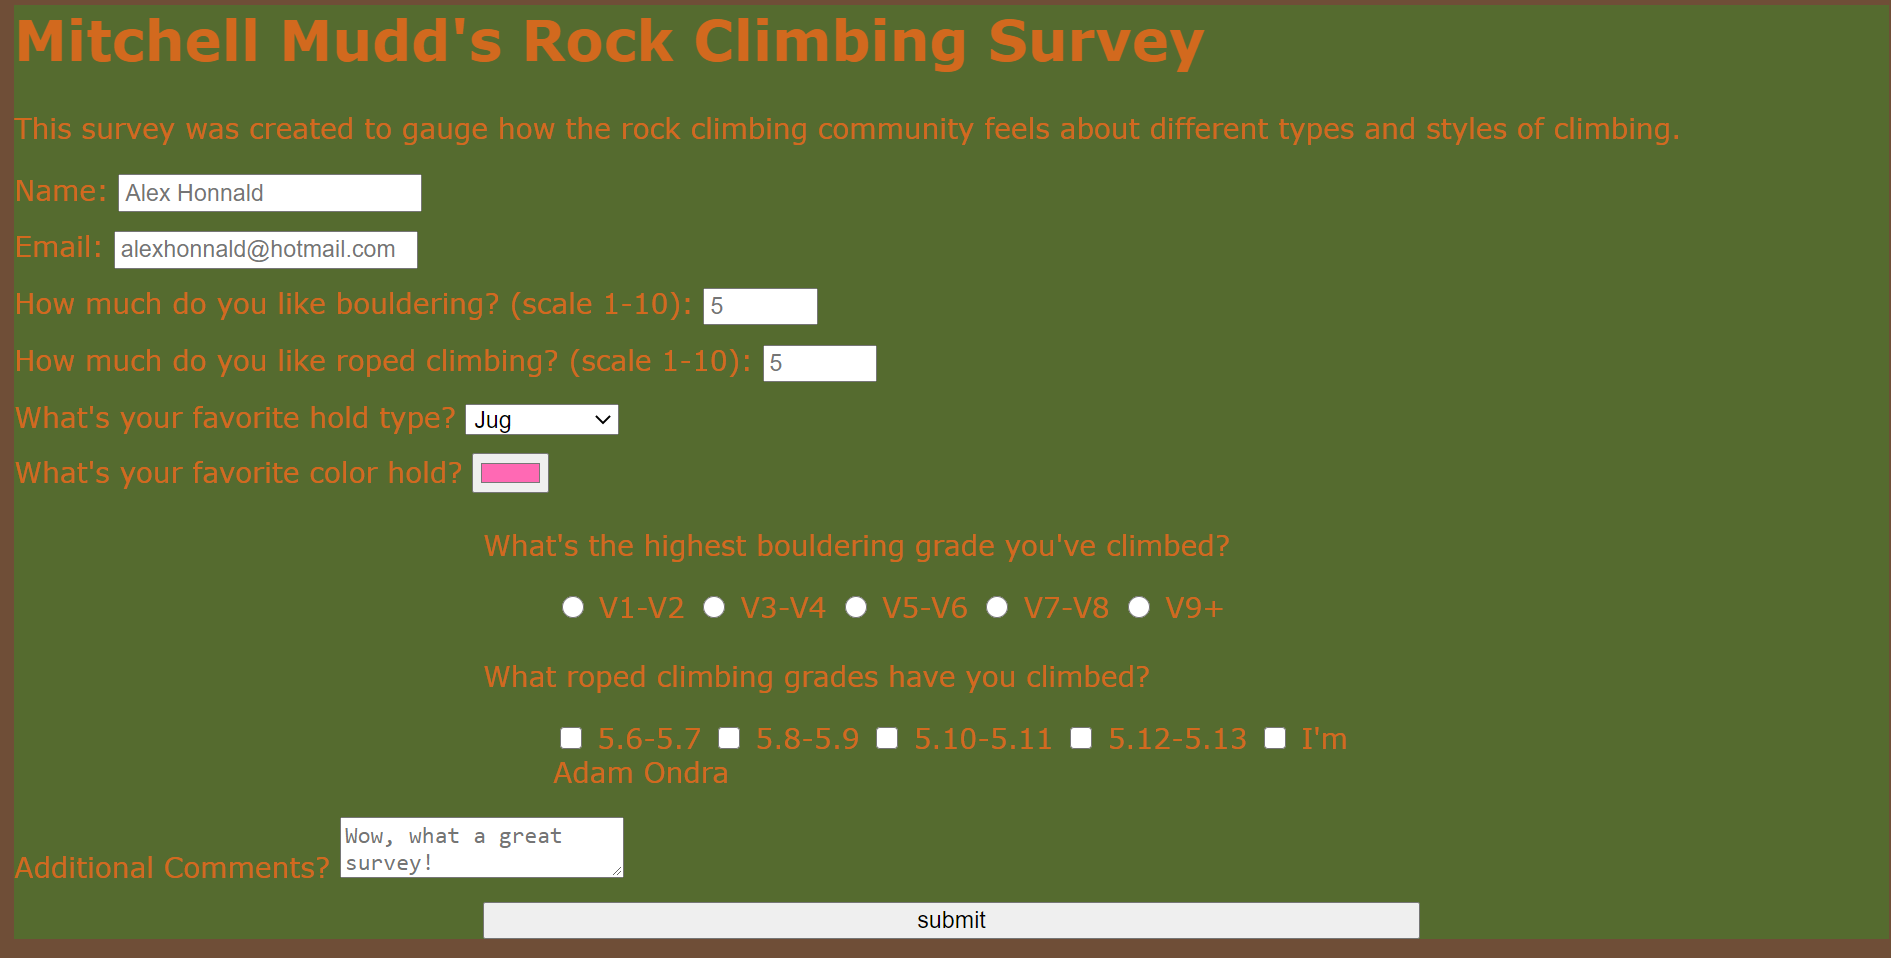 Mitchell Mudd's Rock Climbing Survey
This survey was created to gauge how the rock climbing community feels about different types and styles of climbing.
Name: Alex Honnald
Email: alexhonnald@hotmail.com
How much do you like bouldering? (scale 1-10): 5
How much do you like roped climbing? (scale 1-10): 5
What's your favorite hold type? Jug
What's your favorite color hold?
What's the highest bouldering grade you've climbed?
V1-V2 V3-V4 V5-V6 V7-V8 V9+
What roped climbing grades have you climbed?
5.6-5.7 5.8-5.9 5.10-5.11 5.12-5.13 I'm
Adam Ondra
Wow, what a great
Additional Comments? survey!
submit